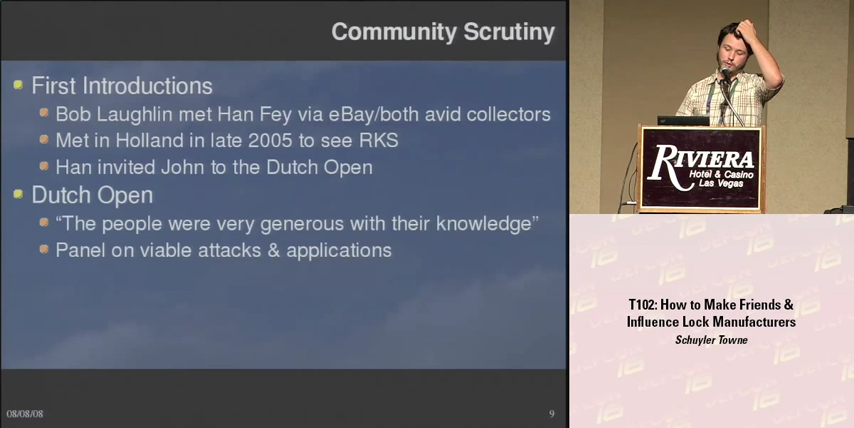 Community Scrutiny
First Introductions
Bob Laughlin met Han Fey via eBay/both avid collectors
Met in Holland in late 2005 to see RKS
Han invited John to the Dutch Open
Dutch Open
“The people were very generous with their knowledge”
Panel on viable attacks & applications
08/08/08
9
RIVIERA
Hotel & Casino
Las Vegas
T102: How to Make Friends &
Influence Lock Manufacturers
Schuyler Towne